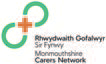 Rhwydwaith Gofalwyr
Sir Fynwy
Monmouthshire
Carers Network